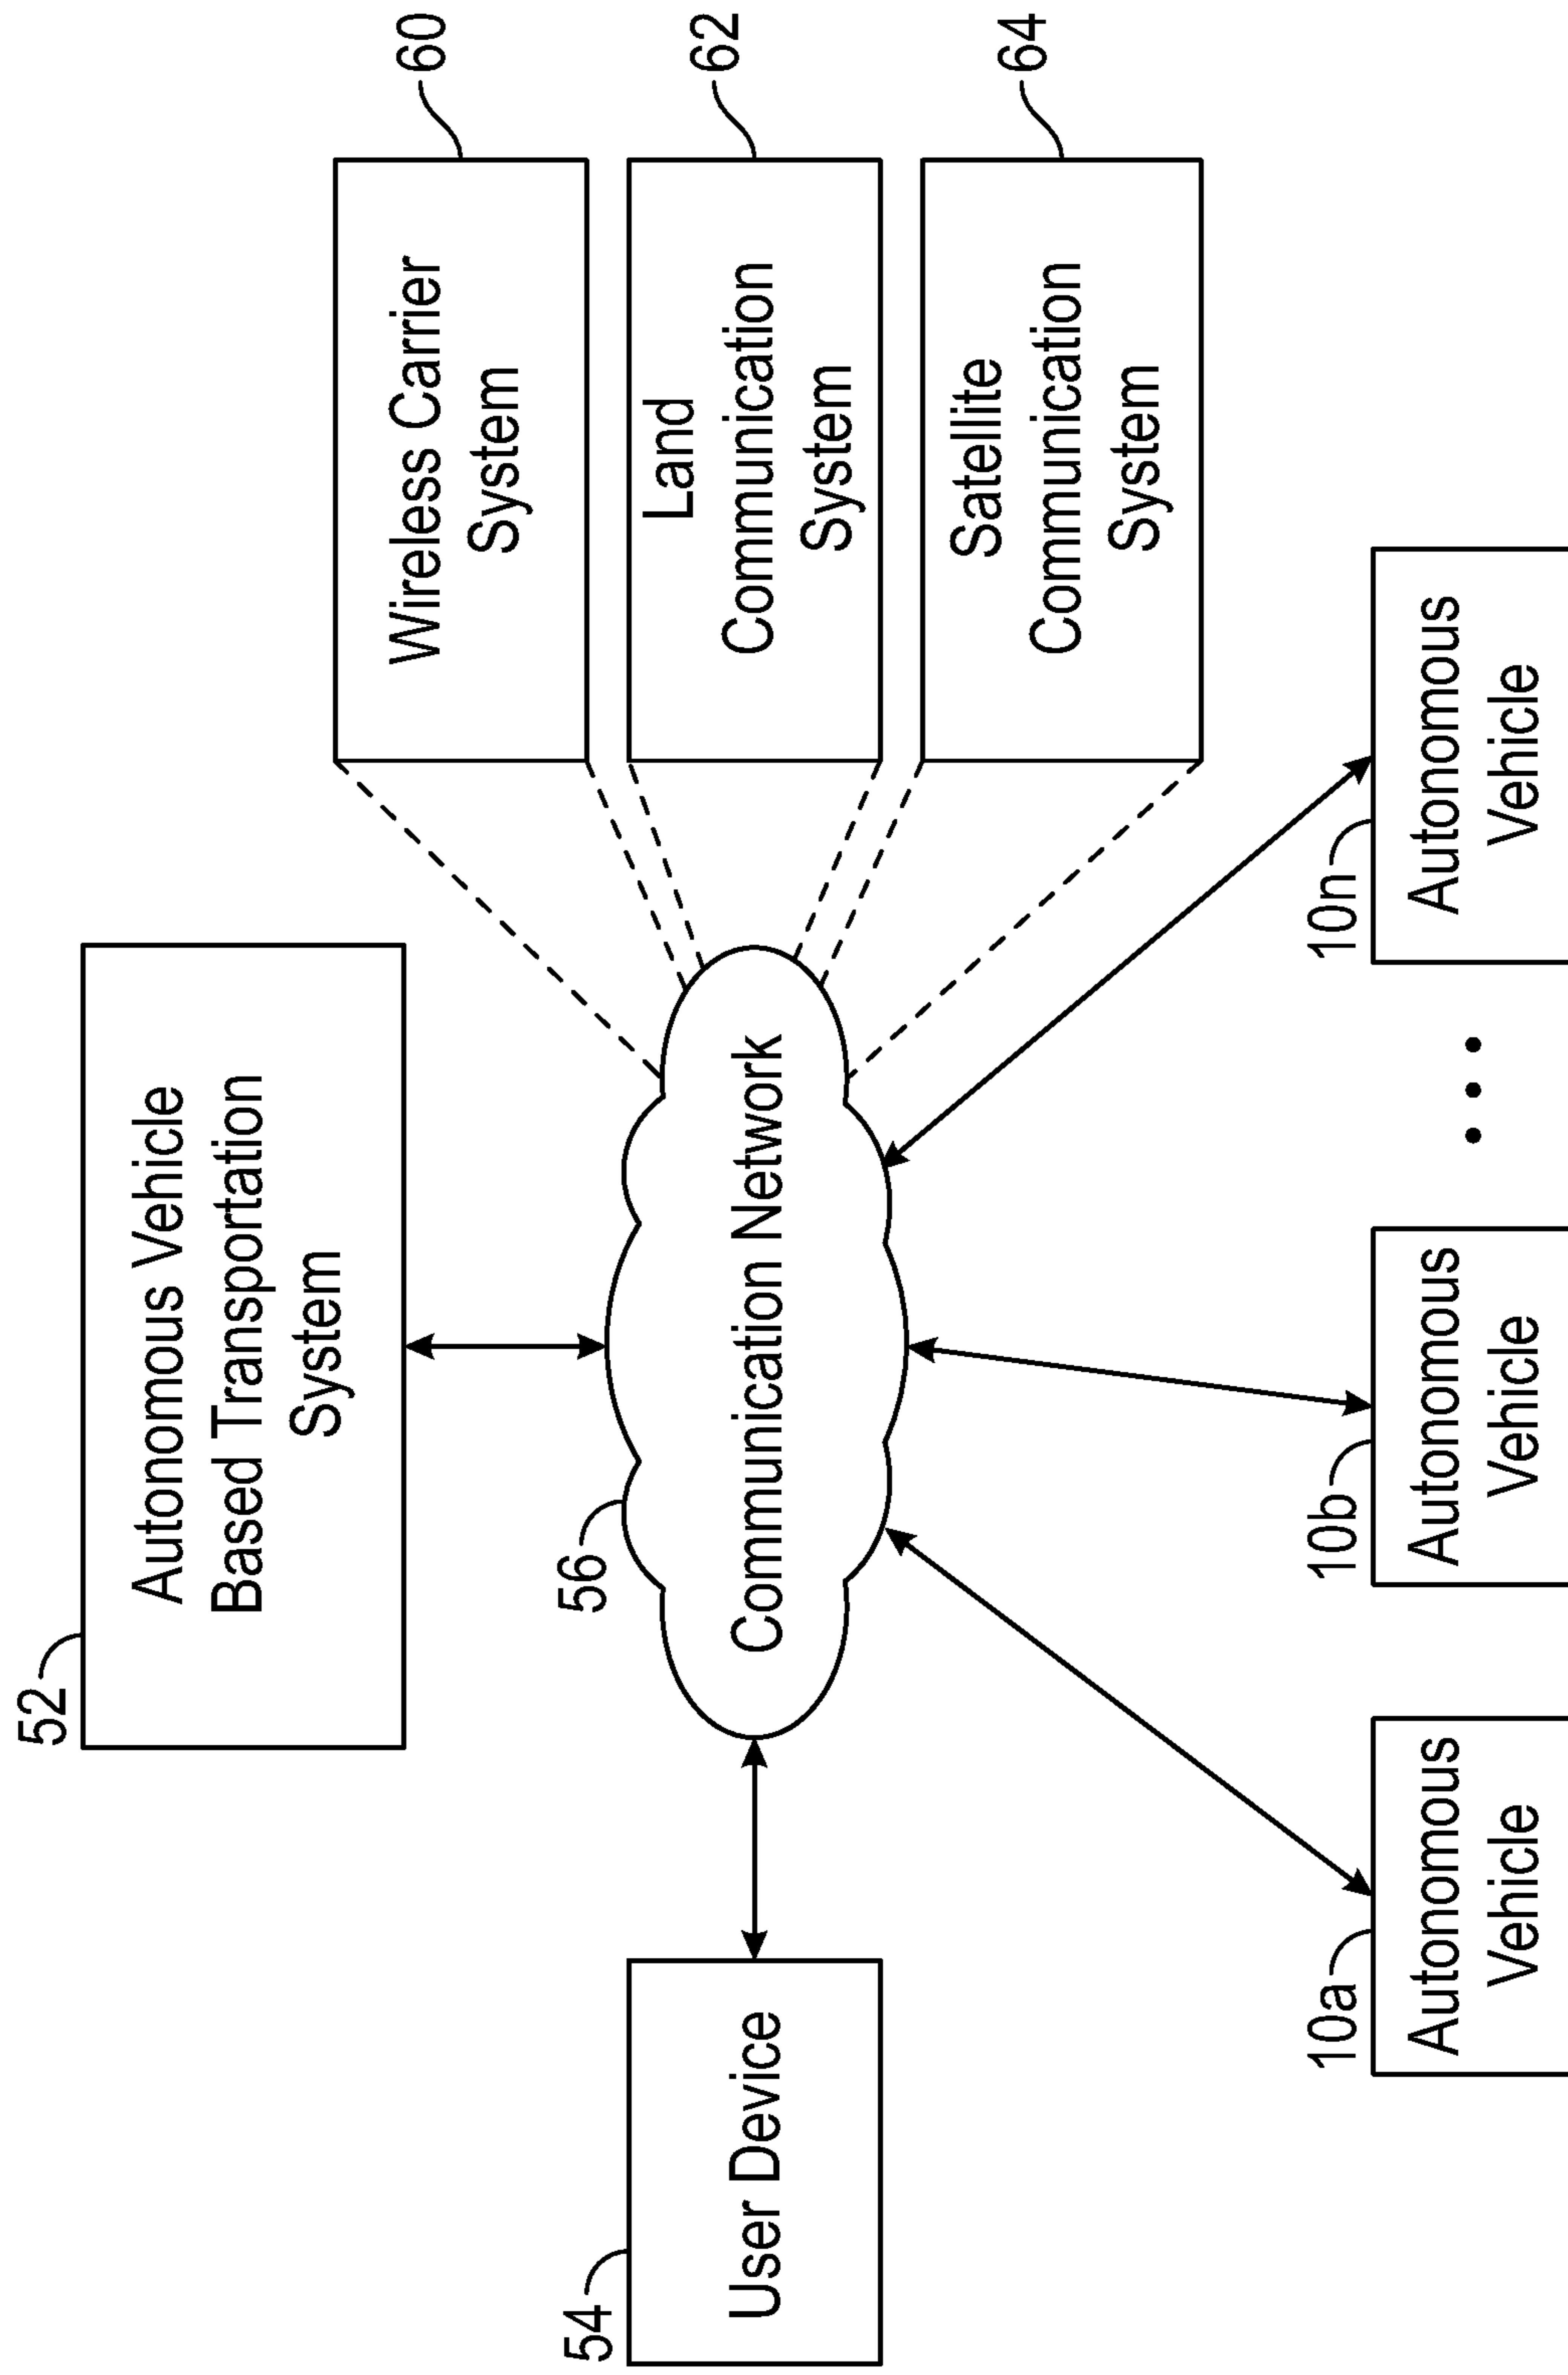 52
Autonomous Vehicle
Based Transportation
System
60
Wireless Carrier
System
54
User Device
56
Communication Network
62
Land
Communication
System
64
Satellite
Communication
System
10a
Autonomous
Vehicle
10b
Autonomous
Vehicle
10n
Autonomous
Vehicle